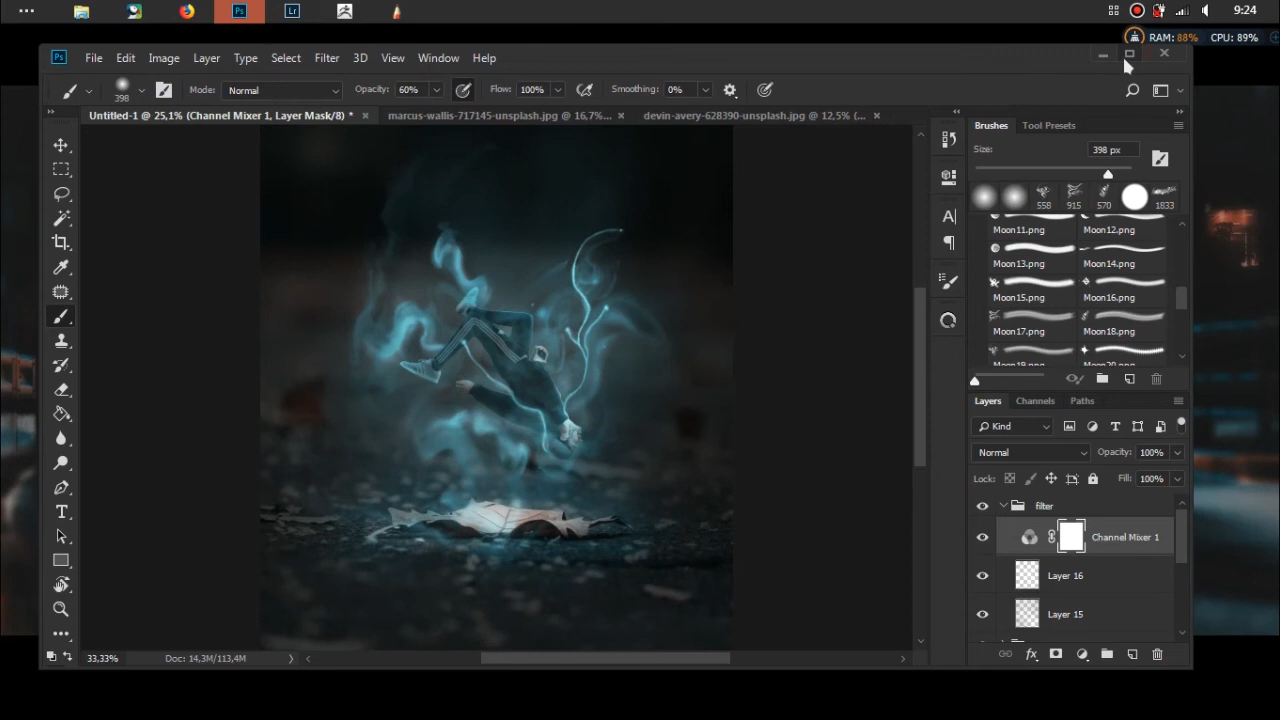 Ps
Lr
9:24
RAM: 88%
CPU: 89%
Ps
File
Edit
Image
Layer
Type
Select
Filter
3D
View
Window
Help
398
Mode:
Normal
Opacity:
60%
Flow:
100%
Smoothing:
0%
Untitled-1 @ 25,1% (Channel Mixer 1, Layer Mask/8) *
marcus-wallis-717145-unsplash.jpg @ 16,7%...
devin-avery-628390-unsplash.jpg @ 12,5% (...
Brushes
Tool Presets
Size:
398 px
558
915
570
1833
Moon11.png
Moon12.png
Moon13.png
Moon14.png
Moon15.png
Moon16.png
Moon17.png
Moon18.png
Layers
Channels
Paths
Kind
Normal
Opacity:
100%
Lock:
Fill:
100%
filter
Channel Mixer 1
Layer 16
Layer 15
33,33%
Doc: 14,3M/113,4M